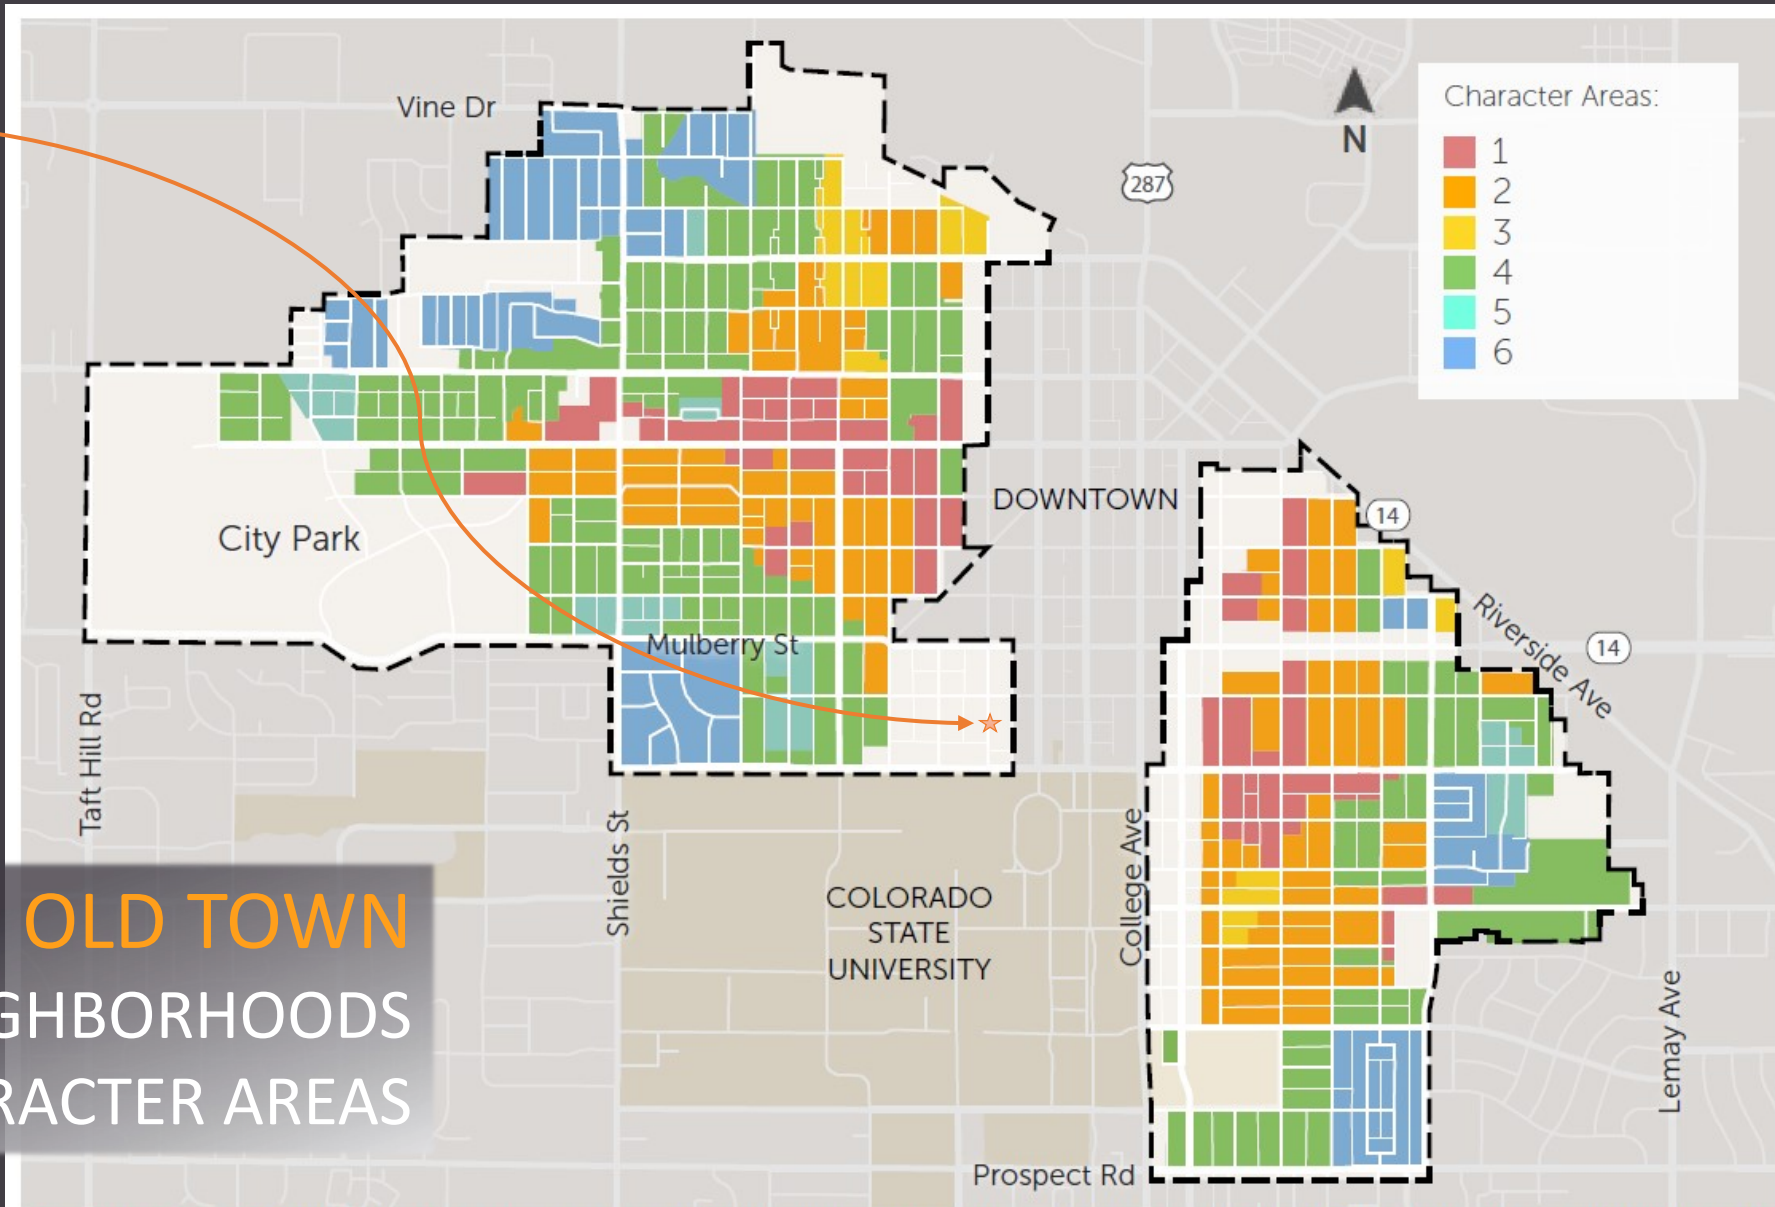 Vine Dr
N
287
Character Areas:
1
2
3
4
5
6
DOWNTOWN
14
City Park
Riverside Ave
14
Mulberry St
Taft Hill Rd
Shields St
College Ave
COLORADO
STATE
UNIVERSITY
Lemay Ave
Prospect Rd
OLD TOWN
GHBORHOODS
RACTER AREAS